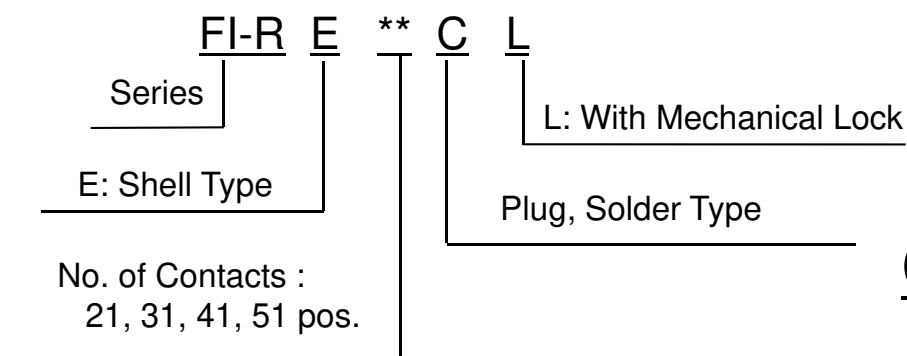 FI-R E ** C L
Series
L: With Mechanical Lock
E: Shell Type
Plug, Solder Type
No. of Contacts :
21, 31, 41, 51 pos.